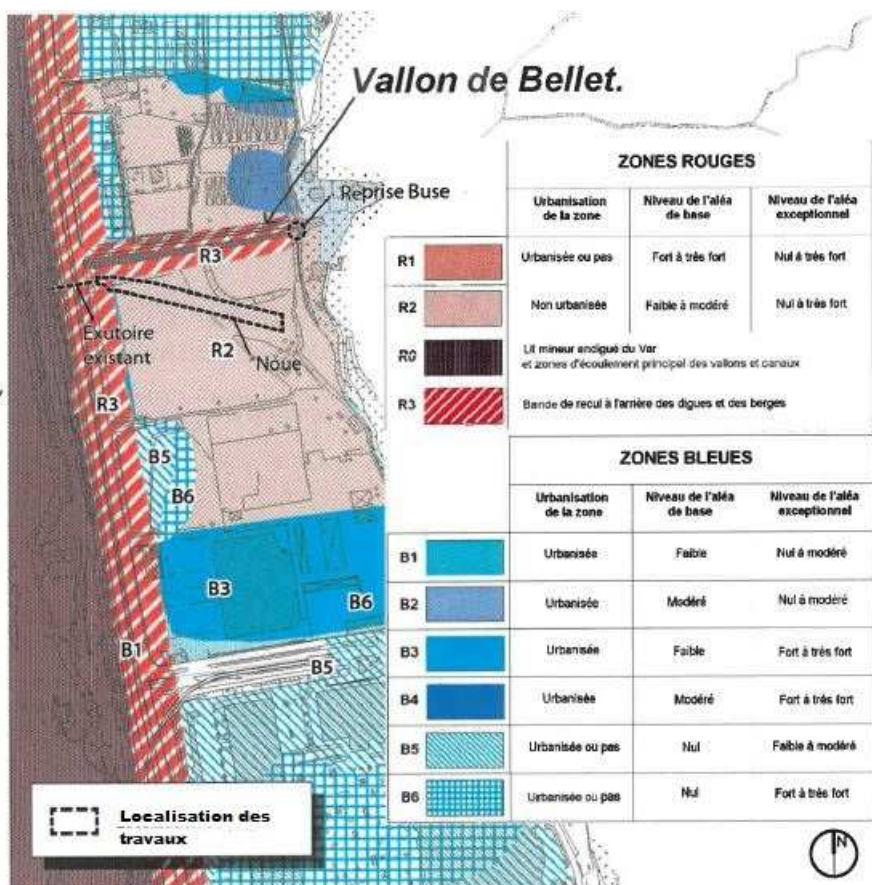 Vallon de Bellet.
Reprise Buse
R3
Exutoire
existant
R2
Noue
R3
B5
B6
B3
B6
B1
B5
ZONES ROUGES
Urbanisation
de la zone
Niveau de l'aléa
de base
Niveau de l'aléa
exceptionnel
R1
Urbanisée ou pas
Fort à très fort
Nul à très fort
R2
Non urbanisée
Faible à modéré
Nul à très fort
R0
Lit mineur endigué du Var
et zones d'écoulement principal des vallons et canaux
R3
Bande de recul à l'arrière des digues et des berges
ZONES BLEUES
Urbanisation
de la zone
Niveau de l'aléa
de base
Niveau de l'aléa
exceptionnel
B1
Urbanisée
Faible
Nul à modéré
B2
Urbanisée
Modéré
Nul à modéré
B3
Urbanisée
Faible
Fort à très fort
B4
Urbanisée
Modéré
Fort à très fort
B5
Urbanisée ou pas
Nul
Faible à modéré
B6
Urbanisée ou pas
Nul
Fort à très fort
Localisation des
travaux
N